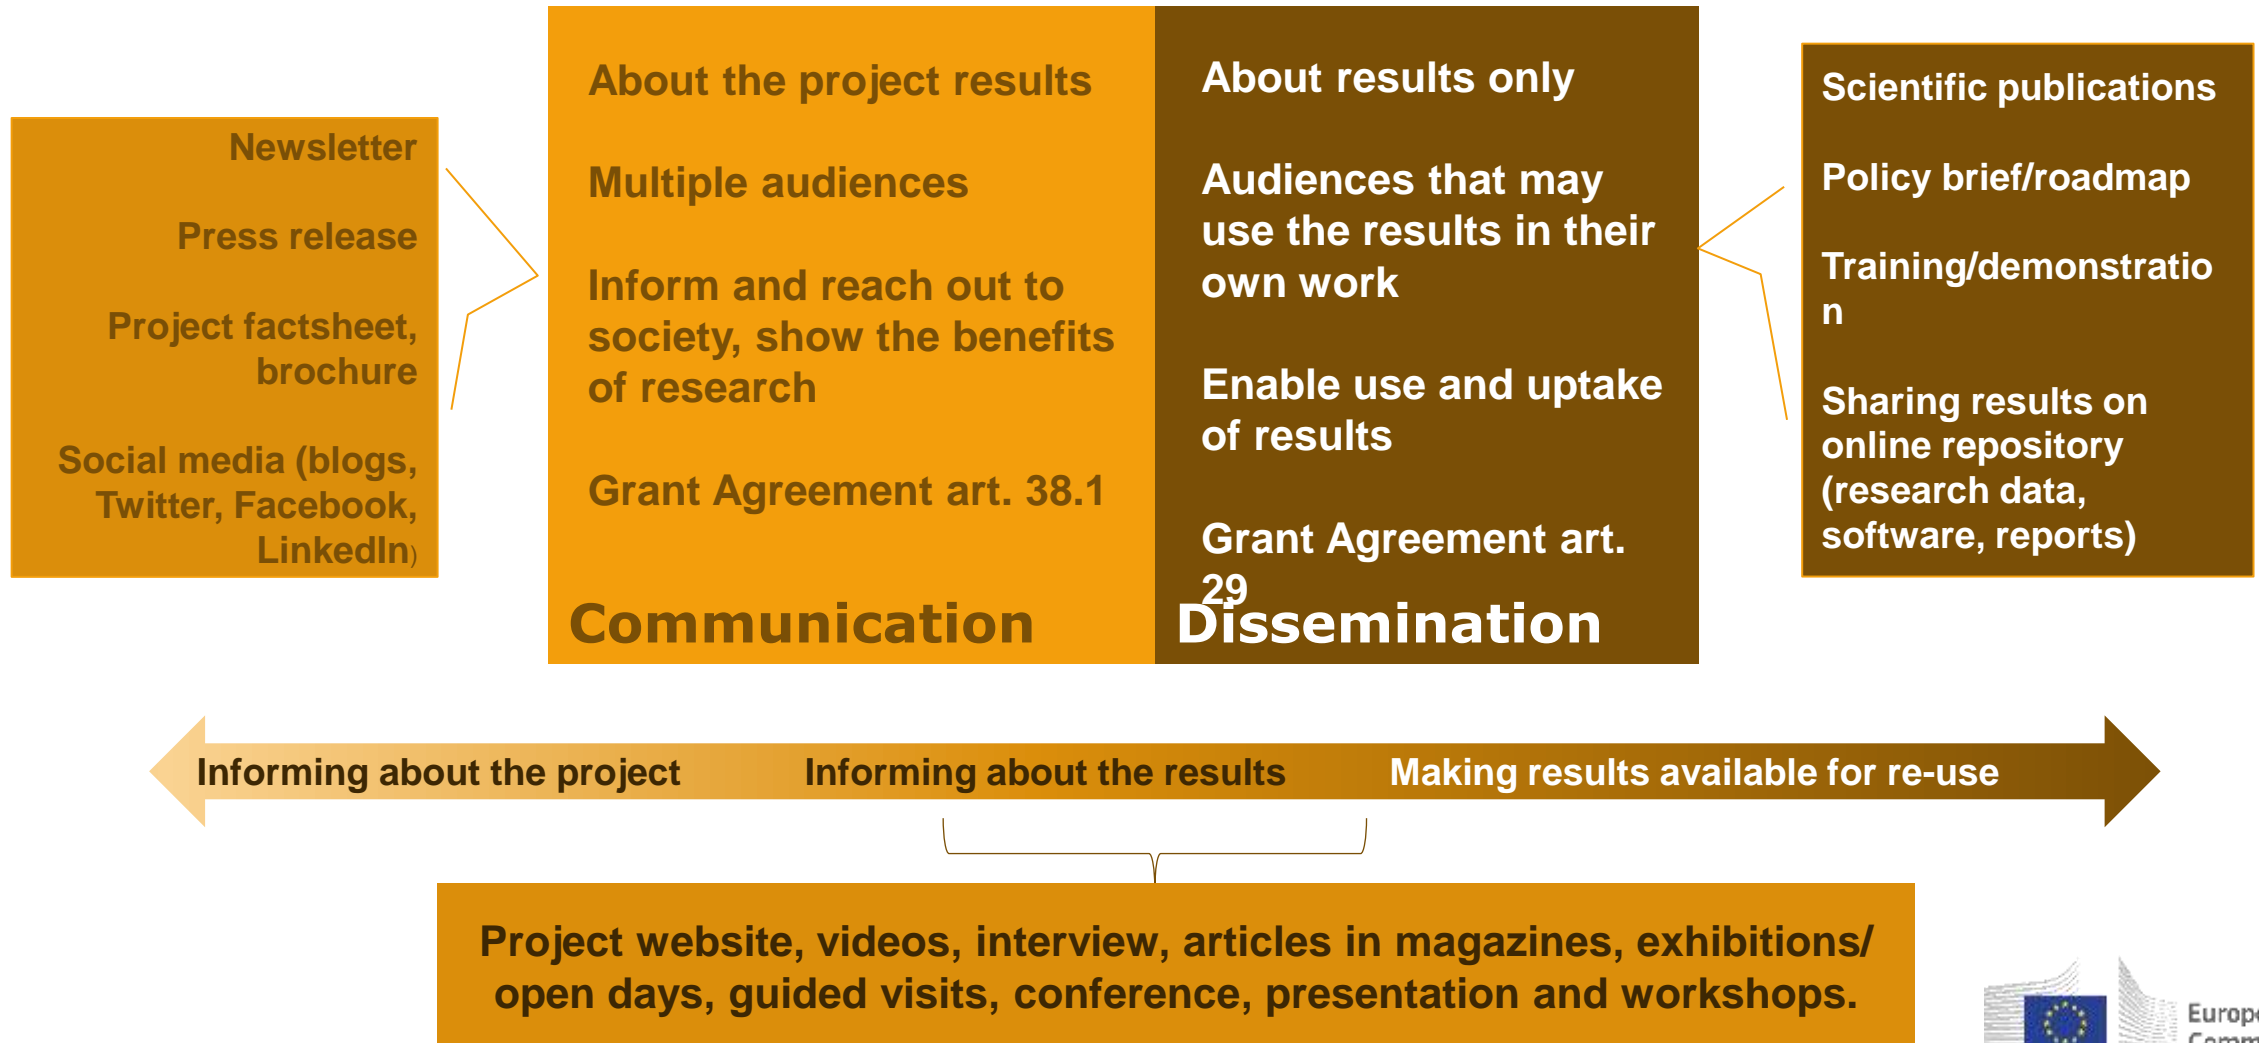 Newsletter
Press release
Project factsheet,
brochure
Social media (blogs,
Twitter, Facebook,
LinkedIn)
About the project results
Multiple audiences
Inform and reach out to
society, show the benefits
of research
Grant Agreement art. 38.1
Communication
About results only
Audiences that may
use the results in their
own work
Enable use and uptake
of results
Grant Agreement art.
29
Dissemination
Scientific publications
Policy brief/roadmap
Training/demonstratio
n
Sharing results on
online repository
(research data,
software, reports)
Informing about the project
Informing about the results
Making results available for re-use
Project website, videos, interview, articles in magazines, exhibitions/
open days, guided visits, conference, presentation and workshops.